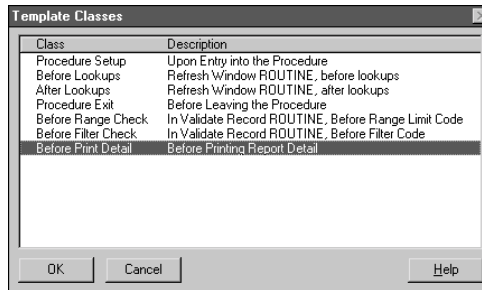 Template Classes
Class Description
Procedure Setup Upon Entry into the Procedure
Before Lookups Refresh Window ROUTINE, before lookups
After Lookups Refresh Window ROUTINE, after lookups
Procedure Exit Before Leaving the Procedure
Before Range Check In Validate Record ROUTINE, Before Range Limit Code
Before Filter Check In Validate Record ROUTINE, Before Filter Code
Before Print Detail Before Printing Report Detail
OK Cancel Help